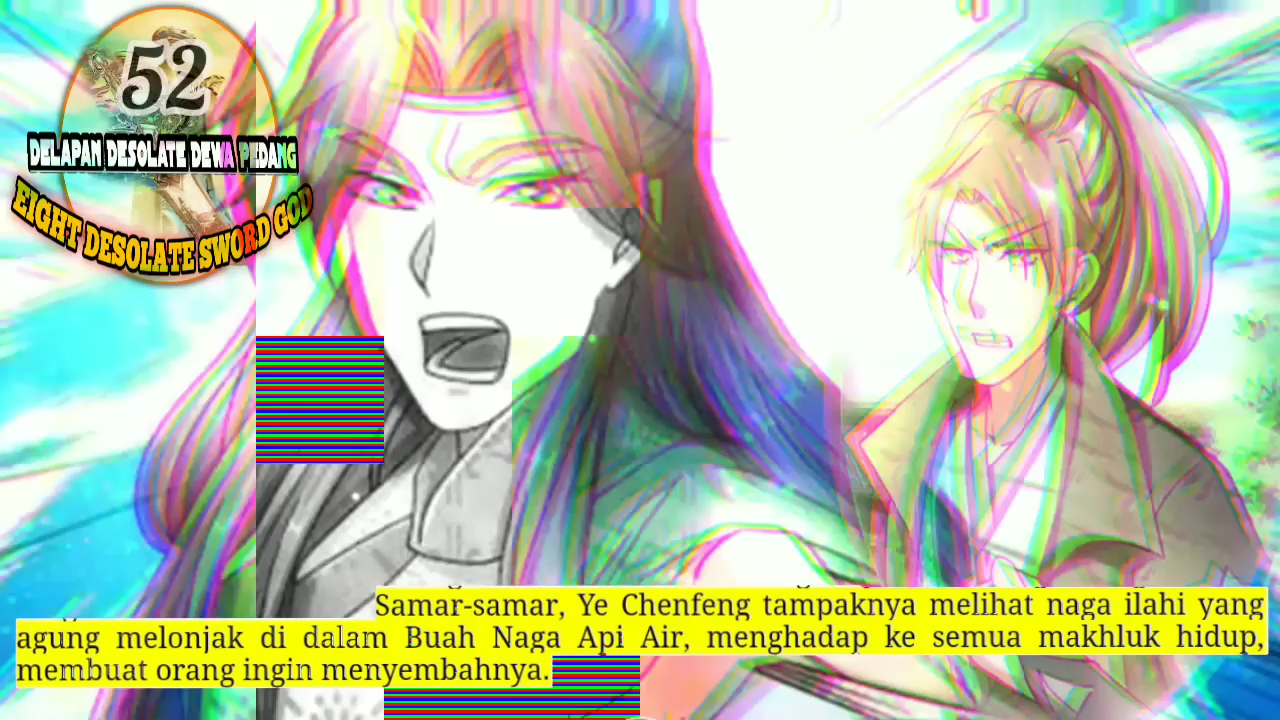 52
DELAPAN DESOLATE DEWA PEDANG
EIGHT DESOLATE SWORD GOD
Samar-samar, Ye Chenfeng tampaknya melihat naga ilahi yang
agung melonjak di dalam Buah Naga Api Air, menghadap ke semua makhluk hidup,
membuat orang ingin menyembahnya.